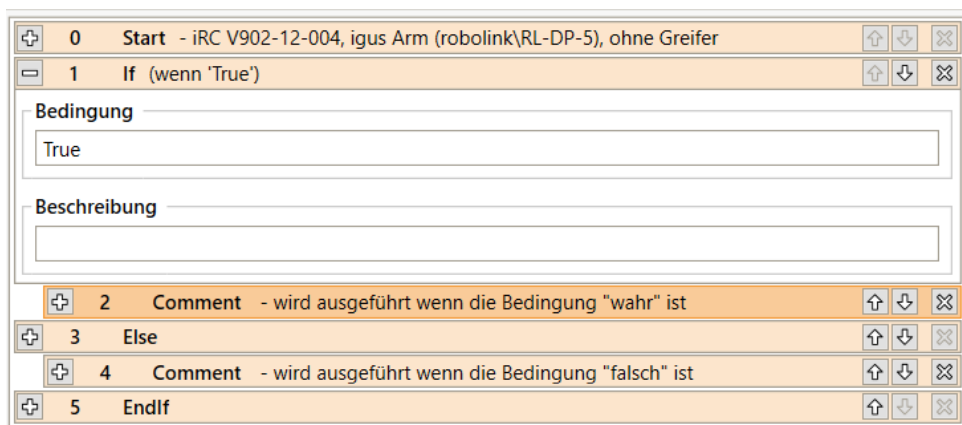 0 Start - iRC V902-12-004, igus Arm (robolink\RL-DP-5), ohne Greifer
1 If (wenn 'True')
Bedingung
True
Beschreibung
2 Comment - wird ausgeführt wenn die Bedingung "wahr" ist
3 Else
4 Comment - wird ausgeführt wenn die Bedingung "falsch" ist
5 EndIf